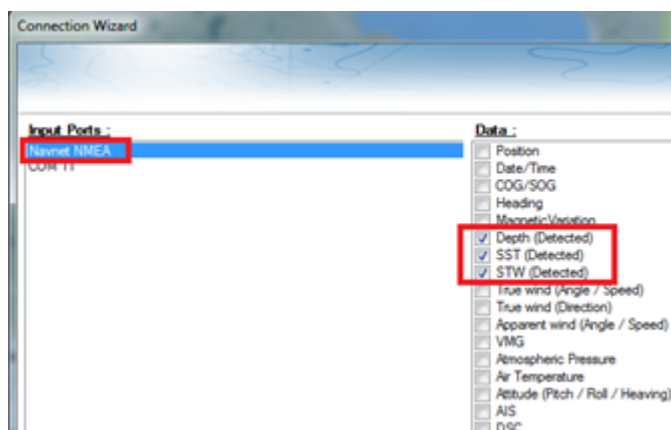 Connection Wizard
Input Ports :
Navnet NMEA
COM 11
Data :
Position
Date/Time
COG/SOG
Heading
MagneticVariation
Depth (Detected)
SST (Detected)
STW (Detected)
True wind (Angle / Speed)
True wind (Direction)
Apparent wind (Angle / Speed)
VMG
Atmospheric Pressure
Air Temperature
Attitude (Pitch / Roll / Heaving)
AIS
DSC